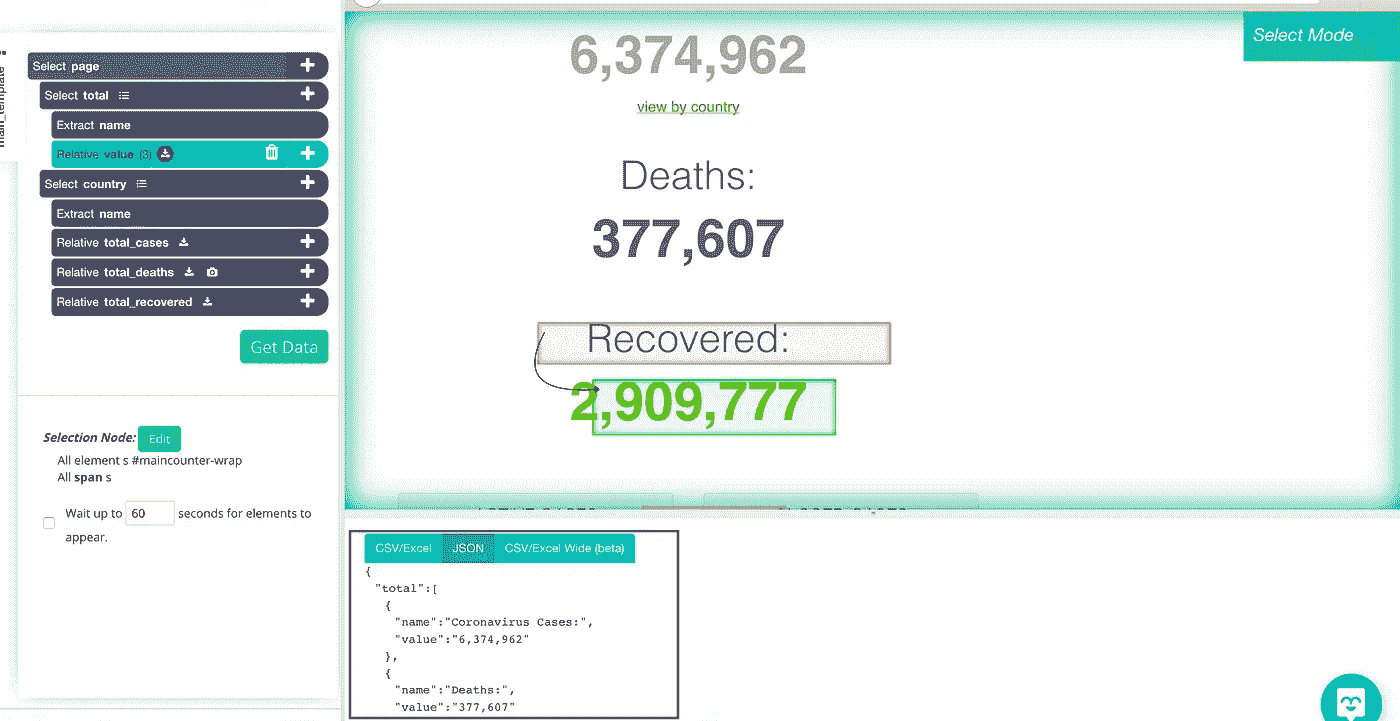 main_template
Select page
Select total
Extract name
Relative value (3)
Select country
Extract name
Relative total_cases
Relative total_deaths
Relative total_recovered
Get Data
Selection Node: Edit
All element s #maincounter-wrap
All span s
Wait up to 60 seconds for elements to
appear.
Select Mode
6,374,962
view by country
Deaths:
377,607
Recovered:
2,909,777
CSV/Excel JSON CSV/Excel Wide (beta)
{
"total":[
{
"name":"Coronavirus Cases:",
"value":"6,374,962"
},
{
"name":"Deaths:",
"value":"377,607"